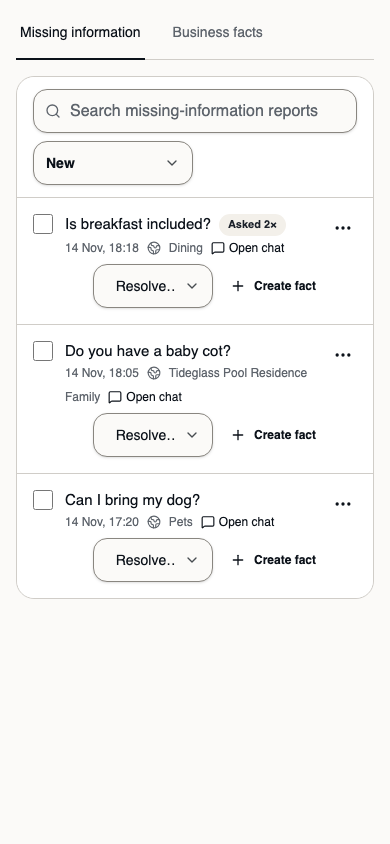 Missing information Business facts
Search missing-information reports
New
Is breakfast included? Asked 2×
14 Nov, 18:18 Dining Open chat
Resolve.. Create fact
Do you have a baby cot?
14 Nov, 18:05 Tideglass Pool Residence
Family Open chat
Resolve.. Create fact
Can I bring my dog?
14 Nov, 17:20 Pets Open chat
Resolve.. Create fact